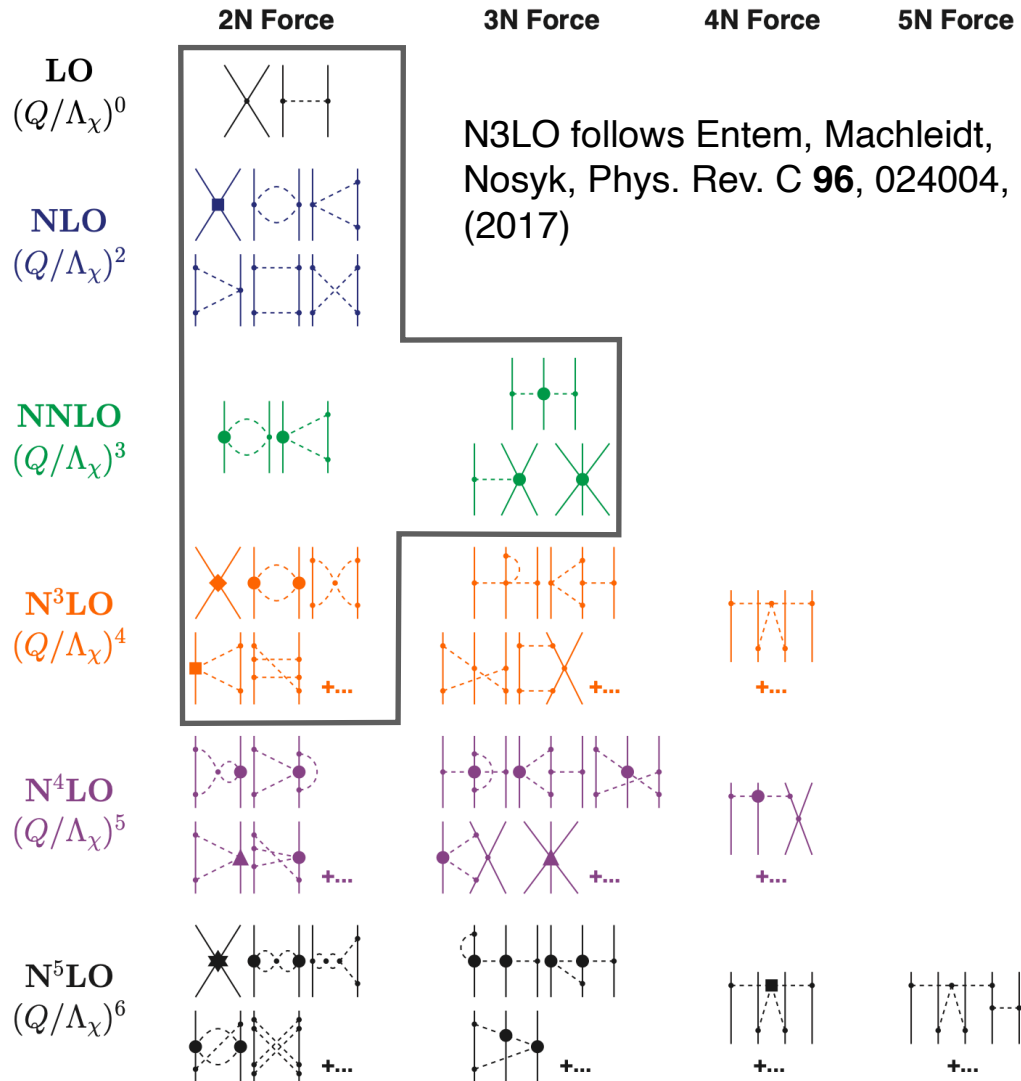 2N Force 3N Force 4N Force 5N Force
LO
(Q/Λχ)⁰
N3LO follows Entem, Machleidt,
Nosyk, Phys. Rev. C 96, 024004,
(2017)
NLO
(Q/Λχ)²
NNLO
(Q/Λχ)³
N³LO
(Q/Λχ)⁴
+... +... +...
N⁴LO
(Q/Λχ)⁵
+... +... +...
N⁵LO
(Q/Λχ)⁶
+... +... +... +...